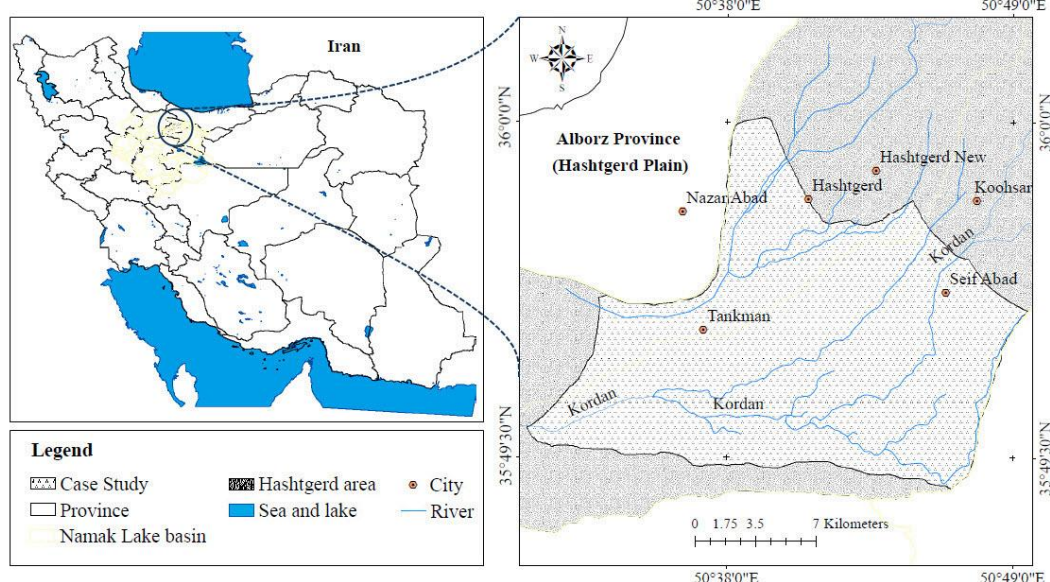 Iran
Legend
Case Study
Hashtgerd area
City
Province
Sea and lake
River
Namak Lake basin
50°38'0"E
50°49'0"E
N
W
E
S
36°0'0"N
36°0'0"N
Alborz Province
(Hashtgerd Plain)
Hashtgerd New
Nazar Abad
Hashtgerd
Koohsar
Kordan
Seif Abad
Tankman
Kordan
Kordan
35°49'30"N
35°49'30"N
0 1.75 3.5 7 Kilometers
50°38'0"E
50°49'0"E